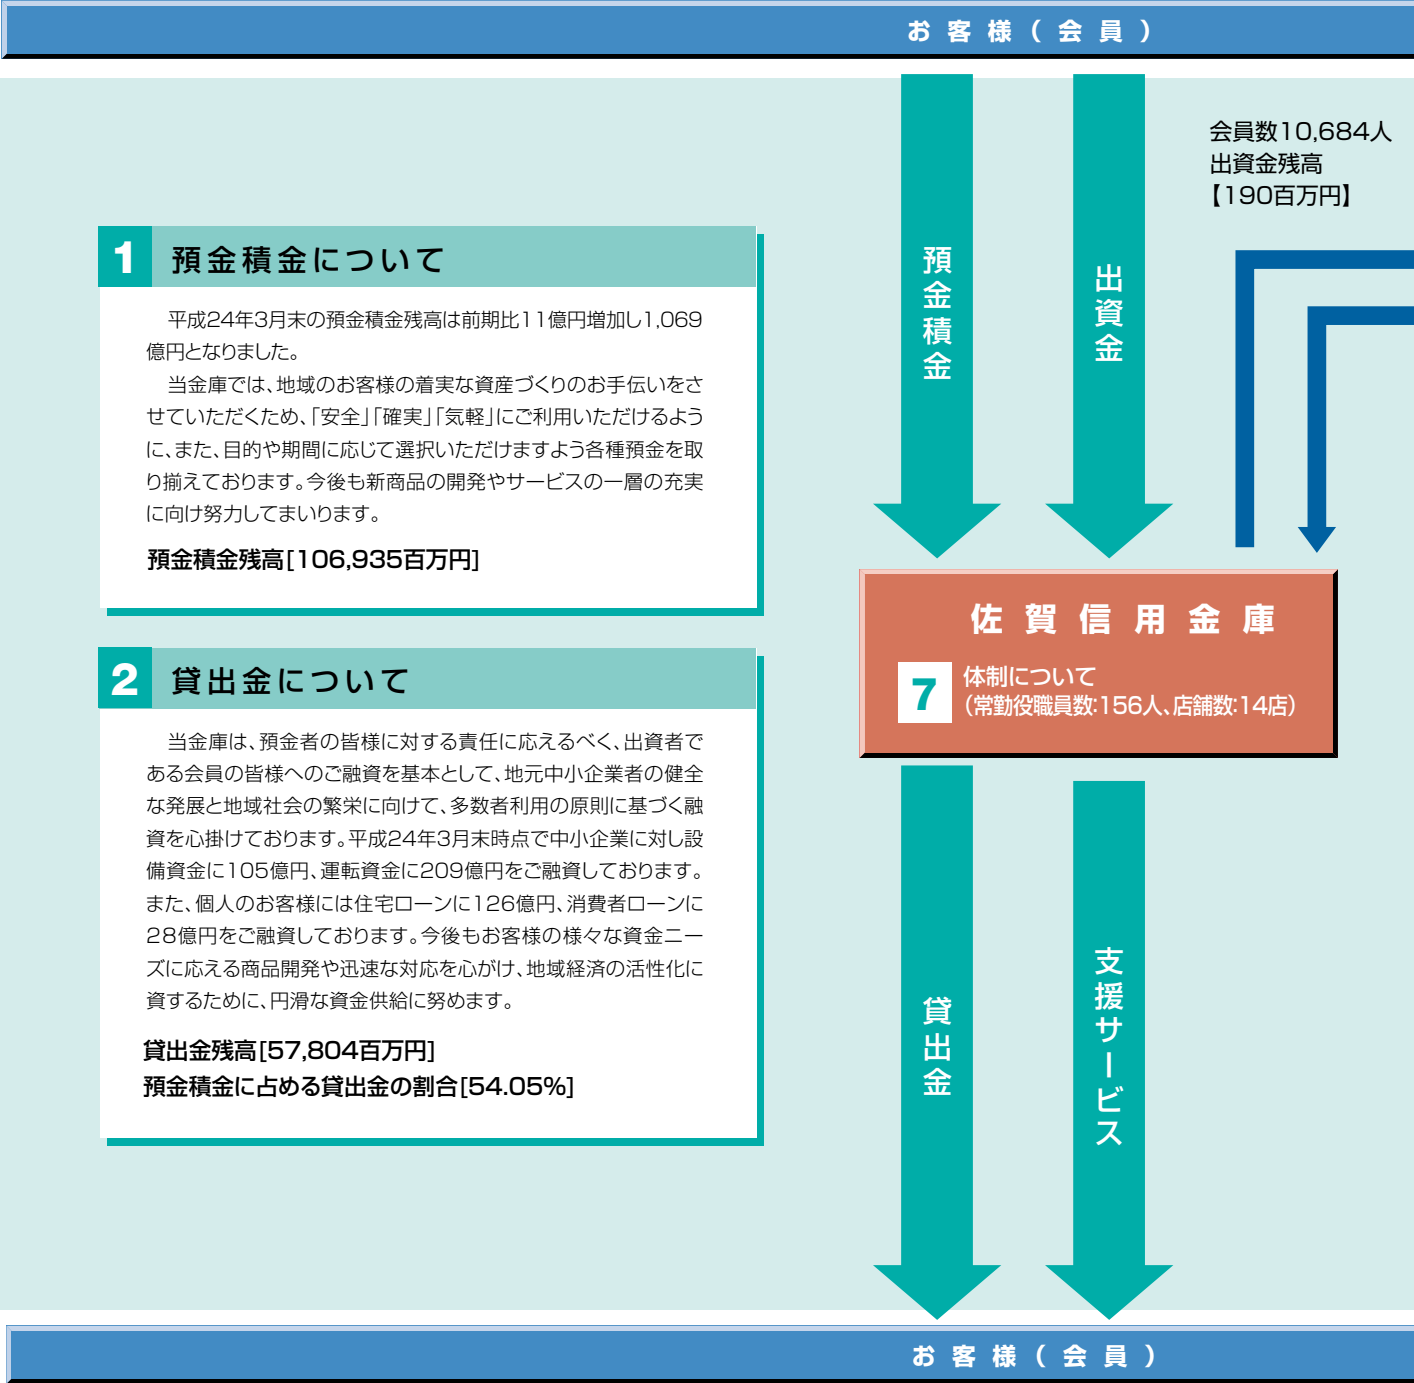 お客様（会員）
会員数10,684人
出資金残高
【190百万円】
1 預金積金について
平成24年3月末の預金積金残高は前期比11億円増加し1,069
億円となりました。
当金庫では、地域のお客様の着実な資産づくりのお手伝いをさ
せていただくため、「安全」「確実」「気軽」にご利用いただけるよう
に、また、目的や期間に応じて選択いただけますよう各種預金を取
り揃えております。今後も新商品の開発やサービスの一層の充実
に向け努力してまいります。
預金積金残高[106,935百万円]
預金積金
出資金
佐賀信用金庫
7 体制について
（常勤役職員数:156人、店舗数:14店）
2 貸出金について
当金庫は、預金者の皆様に対する責任に応えるべく、出資者で
ある会員の皆様へのご融資を基本として、地元中小企業者の健全
な発展と地域社会の繁栄に向けて、多数者利用の原則に基づく融
資を心掛けております。平成24年3月末時点で中小企業に対し設
備資金に105億円、運転資金に209億円をご融資しております。
また、個人のお客様には住宅ローンに126億円、消費者ローンに
28億円をご融資しております。今後もお客様の様々な資金ニー
ズに応える商品開発や迅速な対応を心がけ、地域経済の活性化に
資するために、円滑な資金供給に努めます。
貸出金残高[57,804百万円]
預金積金に占める貸出金の割合[54.05%]
貸出金
支援サービス
お客様（会員）